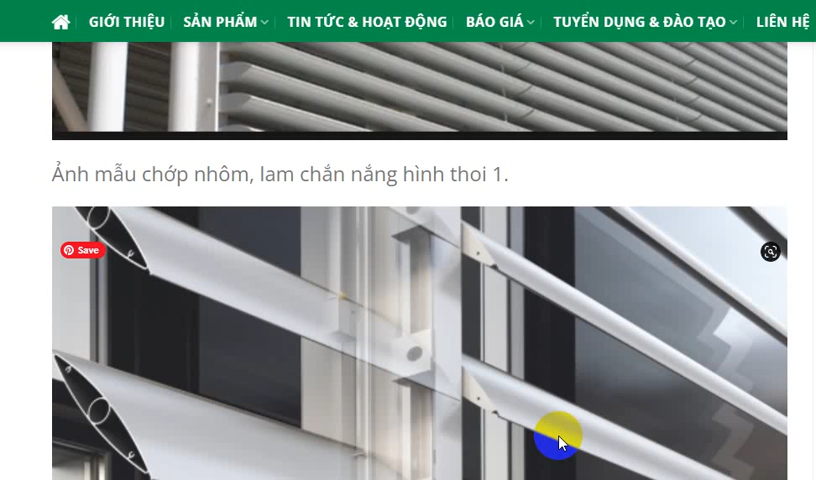 GIỚI THIỆU SẢN PHẨM TIN TỨC & HOẠT ĐỘNG BÁO GIÁ TUYỂN DỤNG & ĐÀO TẠO LIÊN HỆ
Ảnh mẫu chớp nhôm, lam chắn nắng hình thoi 1.
Save